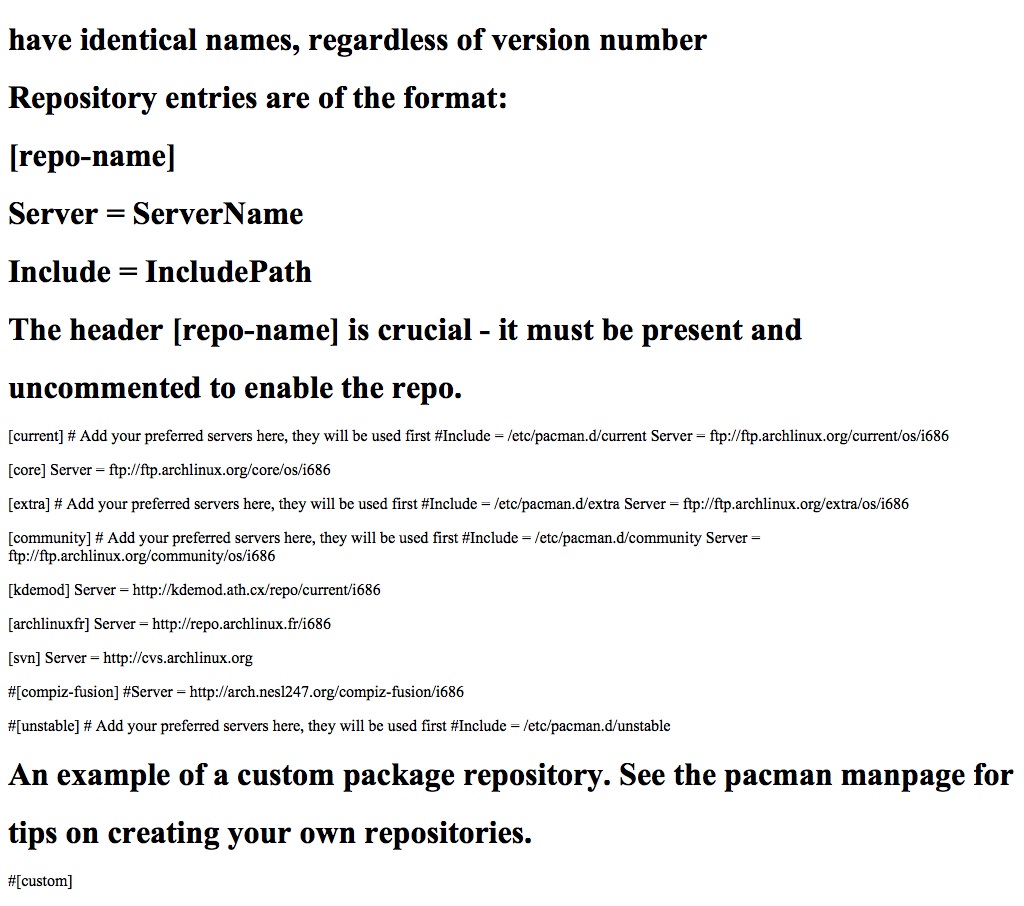 have identical names, regardless of version number
Repository entries are of the format:
[repo-name]
Server = ServerName
Include = IncludePath
The header [repo-name] is crucial - it must be present and
uncommented to enable the repo.
[current] # Add your preferred servers here, they will be used first #Include = /etc/pacman.d/current Server = ftp://ftp.archlinux.org/current/os/i686
[core] Server = ftp://ftp.archlinux.org/core/os/i686
[extra] # Add your preferred servers here, they will be used first #Include = /etc/pacman.d/extra Server = ftp://ftp.archlinux.org/extra/os/i686
[community] # Add your preferred servers here, they will be used first #Include = /etc/pacman.d/community Server =
ftp://ftp.archlinux.org/community/os/i686
[kdemod] Server = http://kdemod.ath.cx/repo/current/i686
[archlinuxfr] Server = http://repo.archlinux.fr/i686
[svn] Server = http://cvs.archlinux.org
#[compiz-fusion] #Server = http://arch.nesl247.org/compiz-fusion/i686
#[unstable] # Add your preferred servers here, they will be used first #Include = /etc/pacman.d/unstable
An example of a custom package repository. See the pacman manpage for
tips on creating your own repositories.
#[custom]